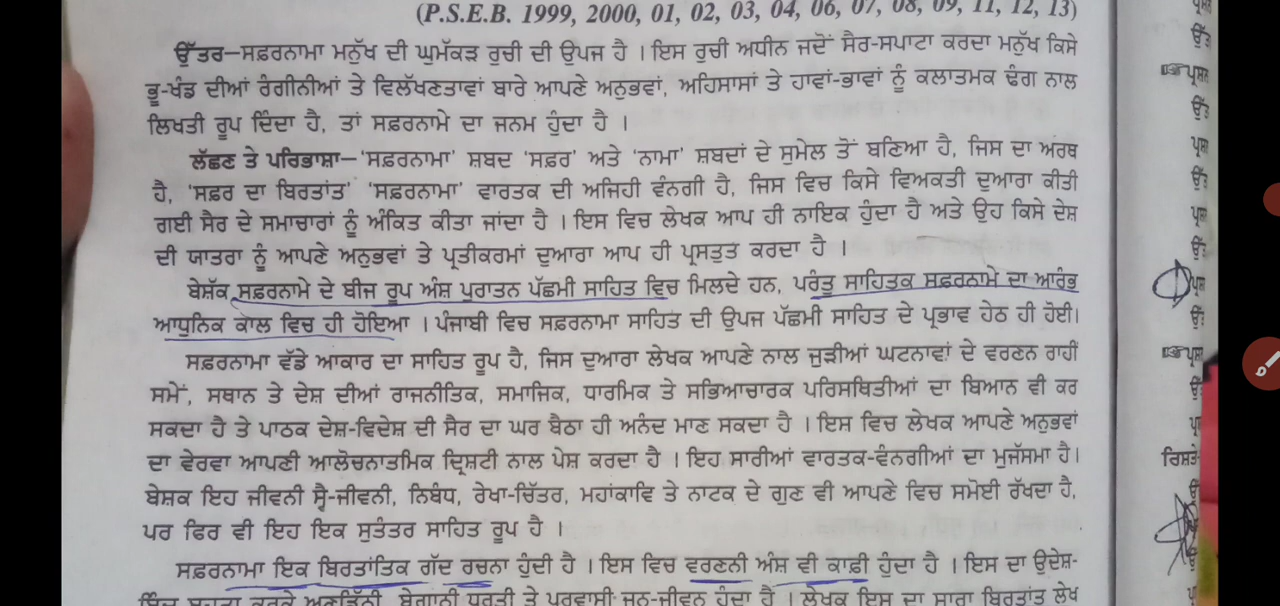 (P.S.E.B. 1999, 2000, 01, 02, 03, 04, 06, 07, 08, 09, 11, 12, 13)
ਉੱਤਰ—ਸਫ਼ਰਨਾਮਾ ਮਨੁੱਖ ਦੀ ਘੁਮੱਕੜ ਰੁਚੀ ਦੀ ਉਪਜ ਹੈ । ਇਸ ਰੁਚੀ ਅਧੀਨ ਜਦੋਂ ਸੈਰ-ਸਪਾਟਾ ਕਰਦਾ ਮਨੁੱਖ ਕਿਸੇ
ਭੂ-ਖੰਡ ਦੀਆਂ ਰੰਗੀਨੀਆਂ ਤੇ ਵਿਲੱਖਣਤਾਵਾਂ ਬਾਰੇ ਆਪਣੇ ਅਨੁਭਵਾਂ, ਅਹਿਸਾਸਾਂ ਤੇ ਹਾਵਾਂ-ਭਾਵਾਂ ਨੂੰ ਕਲਾਤਮਕ ਢੰਗ ਨਾਲ
ਲਿਖਤੀ ਰੂਪ ਦਿੰਦਾ ਹੈ, ਤਾਂ ਸਫ਼ਰਨਾਮੇ ਦਾ ਜਨਮ ਹੁੰਦਾ ਹੈ ।
ਲੱਛਣ ਤੇ ਪਰਿਭਾਸ਼ਾ—'ਸਫ਼ਰਨਾਮਾ' ਸ਼ਬਦ 'ਸਫ਼ਰ' ਅਤੇ 'ਨਾਮਾ' ਸ਼ਬਦਾਂ ਦੇ ਸੁਮੇਲ ਤੋਂ ਬਣਿਆ ਹੈ, ਜਿਸ ਦਾ ਅਰਥ
ਹੈ, 'ਸਫ਼ਰ ਦਾ ਬਿਰਤਾਂਤ' 'ਸਫ਼ਰਨਾਮਾ' ਵਾਰਤਕ ਦੀ ਅਜਿਹੀ ਵੰਨਗੀ ਹੈ, ਜਿਸ ਵਿਚ ਕਿਸੇ ਵਿਅਕਤੀ ਦੁਆਰਾ ਕੀਤੀ
ਗਈ ਸੈਰ ਦੇ ਸਮਾਚਾਰਾਂ ਨੂੰ ਅੰਕਿਤ ਕੀਤਾ ਜਾਂਦਾ ਹੈ । ਇਸ ਵਿਚ ਲੇਖਕ ਆਪ ਹੀ ਨਾਇਕ ਹੁੰਦਾ ਹੈ ਅਤੇ ਉਹ ਕਿਸੇ ਦੇਸ਼
ਦੀ ਯਾਤਰਾ ਨੂੰ ਆਪਣੇ ਅਨੁਭਵਾਂ ਤੇ ਪ੍ਰਤੀਕਰਮਾਂ ਦੁਆਰਾ ਆਪ ਹੀ ਪ੍ਰਸਤੁਤ ਕਰਦਾ ਹੈ ।
ਬੇਸ਼ੱਕ ਸਫ਼ਰਨਾਮੇ ਦੇ ਬੀਜ ਰੂਪ ਅੰਸ਼ ਪੁਰਾਤਨ ਪੱਛਮੀ ਸਾਹਿਤ ਵਿਚ ਮਿਲਦੇ ਹਨ, ਪਰੰਤੂ ਸਾਹਿਤਕ ਸਫ਼ਰਨਾਮੇ ਦਾ ਆਰੰਭ
ਆਧੁਨਿਕ ਕਾਲ ਵਿਚ ਹੀ ਹੋਇਆ । ਪੰਜਾਬੀ ਵਿਚ ਸਫ਼ਰਨਾਮਾ ਸਾਹਿਤ ਦੀ ਉਪਜ ਪੱਛਮੀ ਸਾਹਿਤ ਦੇ ਪ੍ਰਭਾਵ ਹੇਠ ਹੀ ਹੋਈ।
ਸਫ਼ਰਨਾਮਾ ਵੱਡੇ ਆਕਾਰ ਦਾ ਸਾਹਿਤ ਰੂਪ ਹੈ, ਜਿਸ ਦੁਆਰਾ ਲੇਖਕ ਆਪਣੇ ਨਾਲ ਜੁੜੀਆਂ ਘਟਨਾਵਾਂ ਦੇ ਵਰਣਨ ਰਾਹੀਂ
ਸਮੇਂ, ਸਥਾਨ ਤੇ ਦੇਸ਼ ਦੀਆਂ ਰਾਜਨੀਤਿਕ, ਸਮਾਜਿਕ, ਧਾਰਮਿਕ ਤੇ ਸਭਿਆਚਾਰਕ ਪਰਿਸਥਿਤੀਆਂ ਦਾ ਬਿਆਨ ਵੀ ਕਰ
ਸਕਦਾ ਹੈ ਤੇ ਪਾਠਕ ਦੇਸ਼-ਵਿਦੇਸ਼ ਦੀ ਸੈਰ ਦਾ ਘਰ ਬੈਠਾ ਹੀ ਅਨੰਦ ਮਾਣ ਸਕਦਾ ਹੈ । ਇਸ ਵਿਚ ਲੇਖਕ ਆਪਣੇ ਅਨੁਭਵਾਂ
ਦਾ ਵੇਰਵਾ ਆਪਣੀ ਆਲੋਚਨਾਤਮਿਕ ਦ੍ਰਿਸ਼ਟੀ ਨਾਲ ਪੇਸ਼ ਕਰਦਾ ਹੈ । ਇਹ ਸਾਰੀਆਂ ਵਾਰਤਕ-ਵੰਨਗੀਆਂ ਦਾ ਮੁਜੱਸਮਾ ਹੈ।
ਬੇਸ਼ਕ ਇਹ ਜੀਵਨੀ ਸ੍ਵੈ-ਜੀਵਨੀ, ਨਿਬੰਧ, ਰੇਖਾ-ਚਿੱਤਰ, ਮਹਾਂਕਾਵਿ ਤੇ ਨਾਟਕ ਦੇ ਗੁਣ ਵੀ ਆਪਣੇ ਵਿਚ ਸਮੋਈ ਰੱਖਦਾ ਹੈ,
ਪਰ ਫਿਰ ਵੀ ਇਹ ਇਕ ਸੁਤੰਤਰ ਸਾਹਿਤ ਰੂਪ ਹੈ ।
ਸਫ਼ਰਨਾਮਾ ਇਕ ਬਿਰਤਾਂਤਿਕ ਗੱਦ ਰਚਨਾ ਹੁੰਦੀ ਹੈ । ਇਸ ਵਿਚ ਵਰਣਨੀ ਅੰਸ਼ ਵੀ ਕਾਫ਼ੀ ਹੁੰਦਾ ਹੈ । ਇਸ ਦਾ ਉਦੇਸ਼-
ਧਰਤੀ ਤੇ ਪਰਵਾਸੀ ਜਨ-ਜੀਵਨ ਹੁੰਦਾ ਹੈ । ਲੇਖਕ ਇਸ ਦਾ ਸਾਰਾ ਬਿਰਤਾਂਤ ਲੇਖ